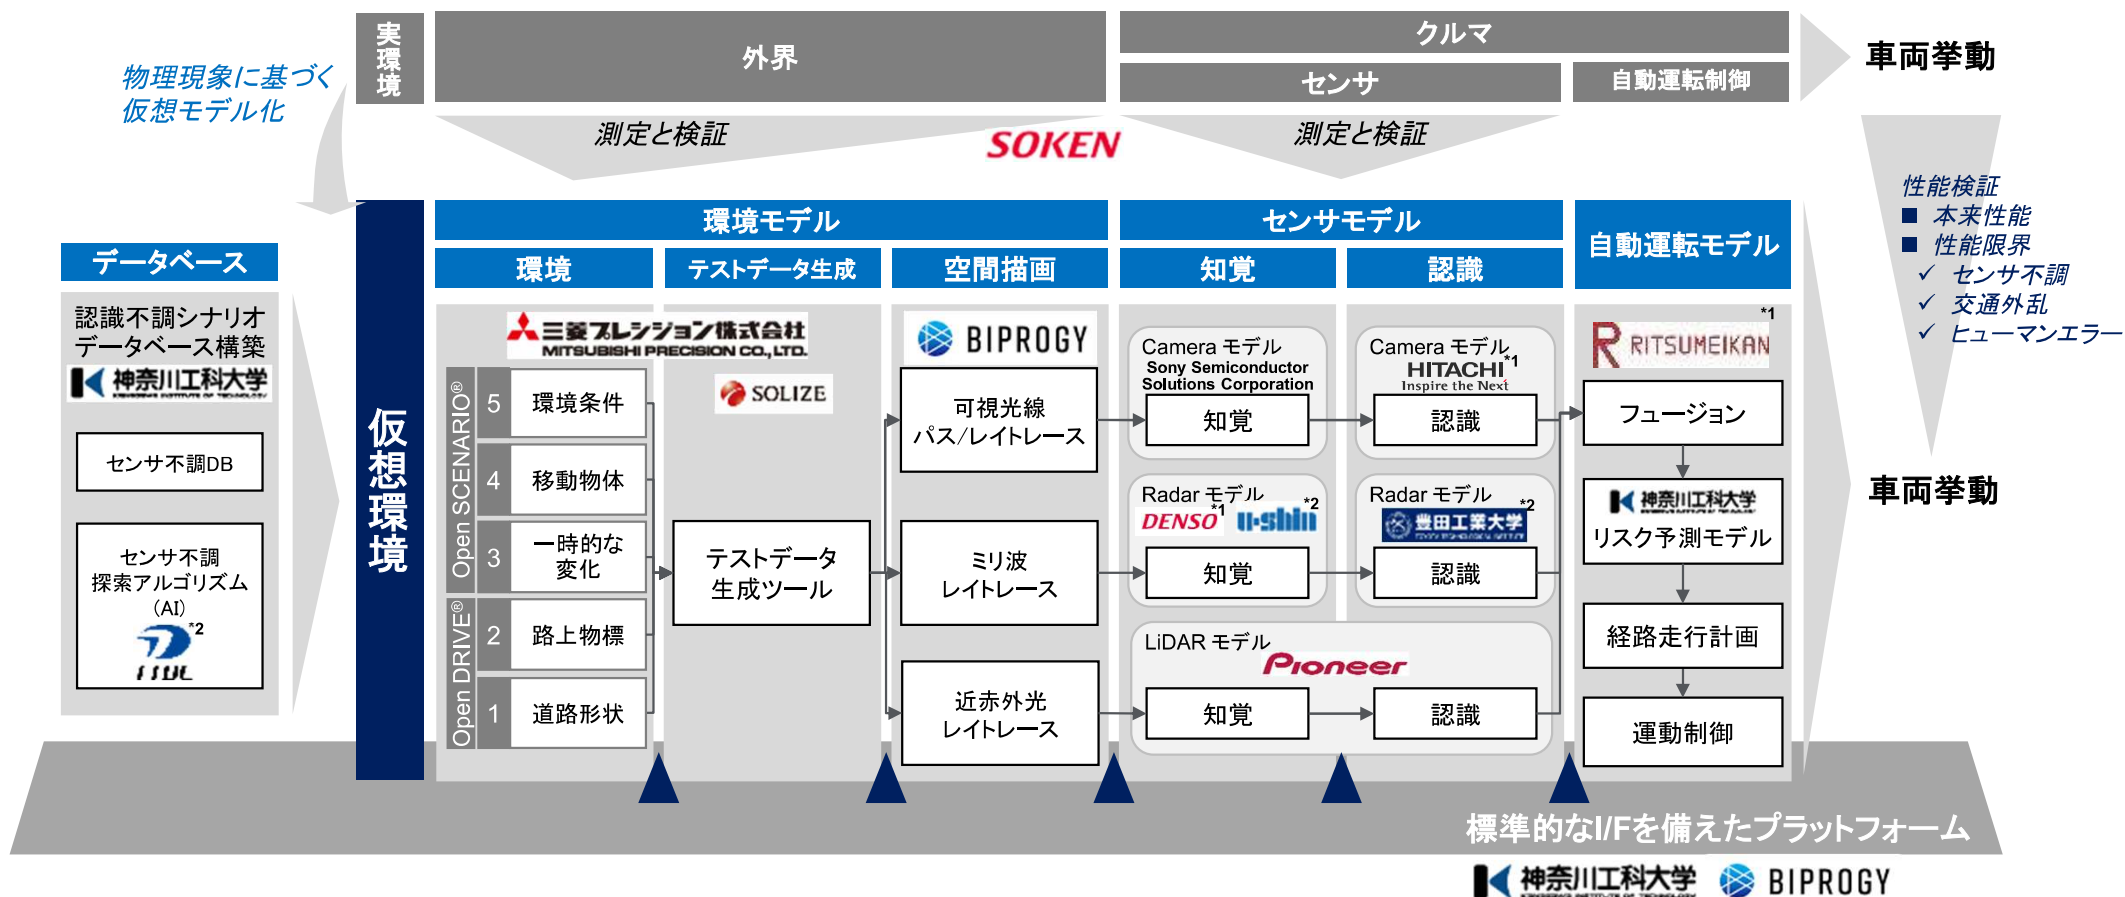 実環境
外界
クルマ
センサ
自動運転制御
車両挙動
物理現象に基づく
仮想モデル化
測定と検証
SOKEN
測定と検証
性能検証
■ 本来性能
■ 性能限界
✓ センサ不調
✓ 交通外乱
✓ ヒューマンエラー
データベース
認識不調シナリオ
データベース構築
神奈川工科大学
KANAGAWA INSTITUTE OF TECHNOLOGY
センサ不調DB
センサ不調
探索アルゴリズム
(AI)
*2
仮想環境
環境モデル
環境
テストデータ生成
空間描画
三菱プレシジョン株式会社
MITSUBISHI PRECISION CO., LTD.
SOLIZE
Open SCENARIO®
5 環境条件
4 移動物体
3 一時的な
変化
Open DRIVE®
2 路上物標
1 道路形状
テストデータ
生成ツール
BIPROGY
可視光線
パス/レイトレース
ミリ波
レイトレース
近赤外光
レイトレース
センサモデル
知覚
認識
Camera モデル
Sony Semiconductor
Solutions Corporation
知覚
Camera モデル
HITACHI *1
Inspire the Next
認識
Radar モデル
DENSO *1 u-shin *2
知覚
Radar モデル
豊田工業大学 *2
TOYOTA TECHNOLOGICAL INSTITUTE
認識
LiDAR モデル
Pioneer
知覚
認識
自動運転モデル
*1
RITSUMEIKAN
フュージョン
神奈川工科大学
リスク予測モデル
経路走行計画
運動制御
車両挙動
標準的なI/Fを備えたプラットフォーム
神奈川工科大学
KANAGAWA INSTITUTE OF TECHNOLOGY
BIPROGY